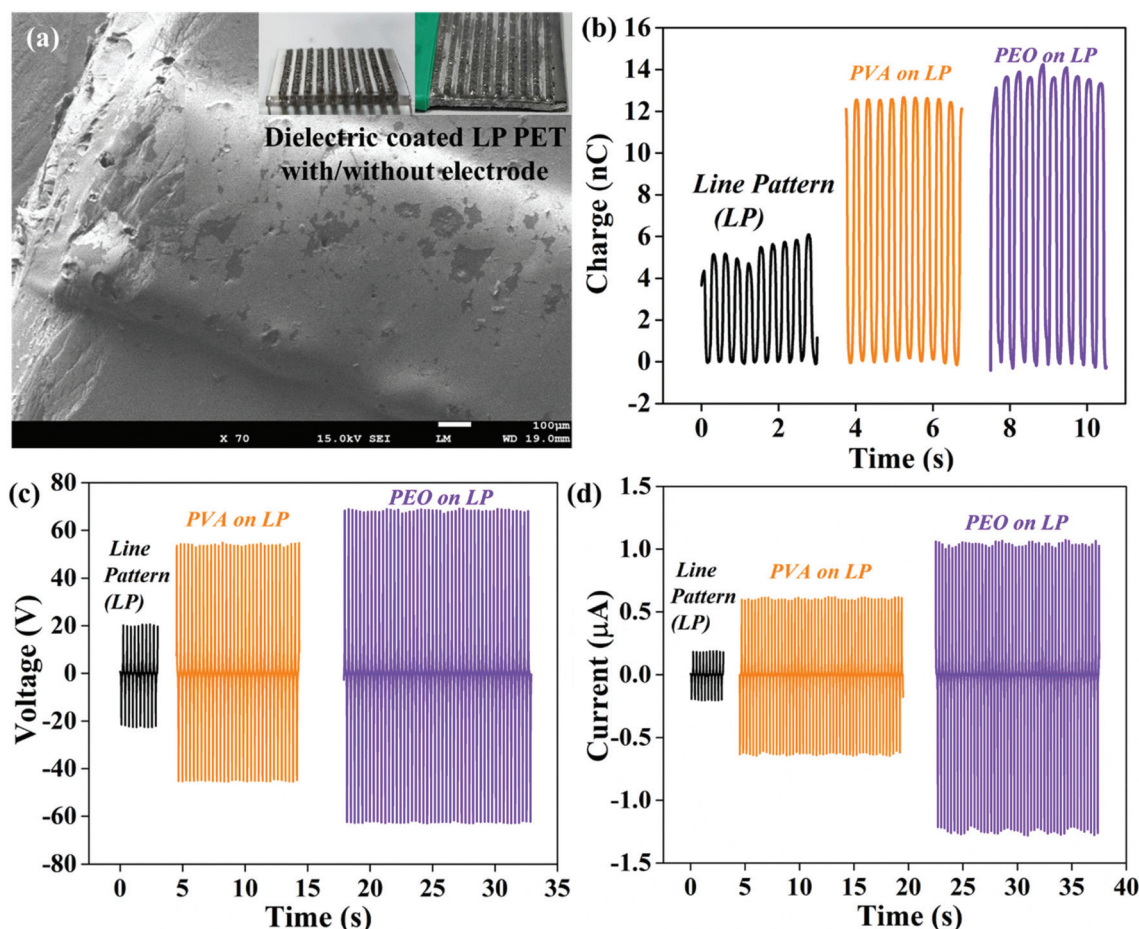 (a)
Dielectric coated LP PET
with/without electrode
X 70 15.0kV SEI LM WD 19.0mm
100μm
(b)
Charge (nC)
16
14
12
10
8
6
4
2
0
-2
Line Pattern
(LP)
PVA on LP
PEO on LP
0 2 4 6 8 10
Time (s)
(c)
Voltage (V)
80
60
40
20
0
-20
-40
-60
-80
Line
Pattern
(LP)
PVA on LP
PEO on LP
0 5 10 15 20 25 30 35
Time (s)
(d)
Current (μA)
1.5
1.0
0.5
0.0
-0.5
-1.0
-1.5
Line
Pattern
(LP)
PVA on LP
PEO on LP
0 5 10 15 20 25 30 35 40
Time (s)